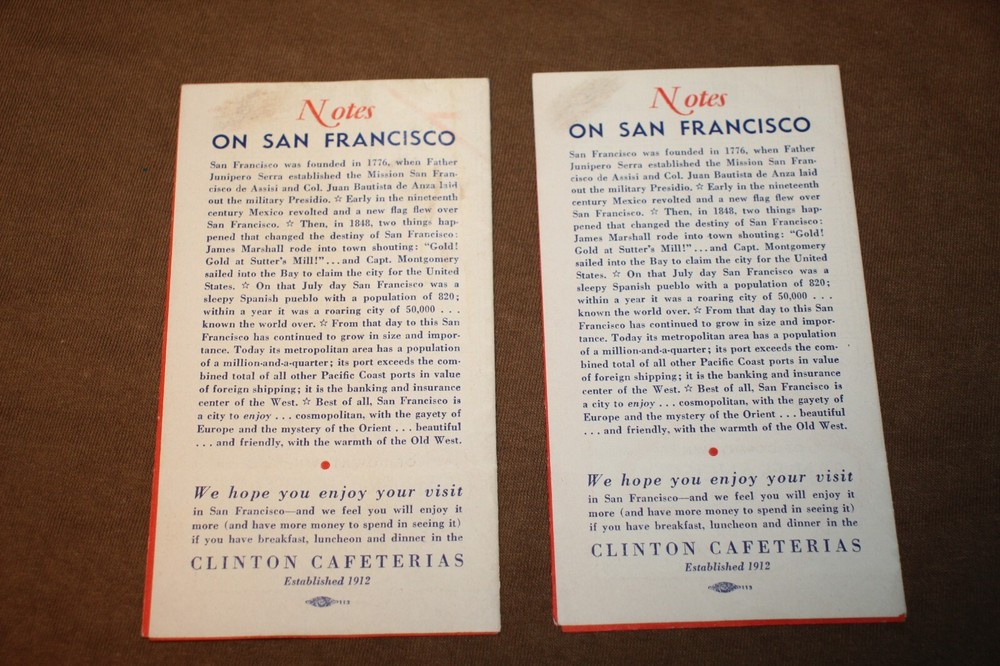 Notes
ON SAN FRANCISCO
San Francisco was founded in 1776, when Father
Junipero Serra established the Mission San Fran-
cisco de Assisi and Col. Juan Bautista de Anza laid
out the military Presidio. ☆ Early in the nineteenth
century Mexico revolted and a new flag flew over
San Francisco. ☆ Then, in 1848, two things hap-
pened that changed the destiny of San Francisco:
James Marshall rode into town shouting: "Gold!
Gold at Sutter's Mill!" ... and Capt. Montgomery
sailed into the Bay to claim the city for the United
States. ☆ On that July day San Francisco was a
sleepy Spanish pueblo with a population of 820;
within a year it was a roaring city of 50,000 . . .
known the world over. ☆ From that day to this San
Francisco has continued to grow in size and impor-
tance. Today its metropolitan area has a population
of a million-and-a-quarter; its port exceeds the com-
bined total of all other Pacific Coast ports in value
of foreign shipping; it is the banking and insurance
center of the West. ☆ Best of all, San Francisco is
a city to enjoy . . . cosmopolitan, with the gayety of
Europe and the mystery of the Orient . . . beautiful
. . . and friendly, with the warmth of the Old West.
We hope you enjoy your visit
in San Francisco—and we feel you will enjoy it
more (and have more money to spend in seeing it)
if you have breakfast, luncheon and dinner in the
CLINTON CAFETERIAS
Established 1912
Notes
ON SAN FRANCISCO
San Francisco was founded in 1776, when Father
Junipero Serra established the Mission San Fran-
cisco de Assisi and Col. Juan Bautista de Anza laid
out the military Presidio. ☆ Early in the nineteenth
century Mexico revolted and a new flag flew over
San Francisco. ☆ Then, in 1848, two things hap-
pened that changed the destiny of San Francisco:
James Marshall rode into town shouting: "Gold!
Gold at Sutter's Mill!" ... and Capt. Montgomery
sailed into the Bay to claim the city for the United
States. ☆ On that July day San Francisco was a
sleepy Spanish pueblo with a population of 820;
within a year it was a roaring city of 50,000 . . .
known the world over. ☆ From that day to this San
Francisco has continued to grow in size and impor-
tance. Today its metropolitan area has a population
of a million-and-a-quarter; its port exceeds the com-
bined total of all other Pacific Coast ports in value
of foreign shipping; it is the banking and insurance
center of the West. ☆ Best of all, San Francisco is
a city to enjoy . . . cosmopolitan, with the gayety of
Europe and the mystery of the Orient . . . beautiful
. . . and friendly, with the warmth of the Old West.
We hope you enjoy your visit
in San Francisco—and we feel you will enjoy it
more (and have more money to spend in seeing it)
if you have breakfast, luncheon and dinner in the
CLINTON CAFETERIAS
Established 1912